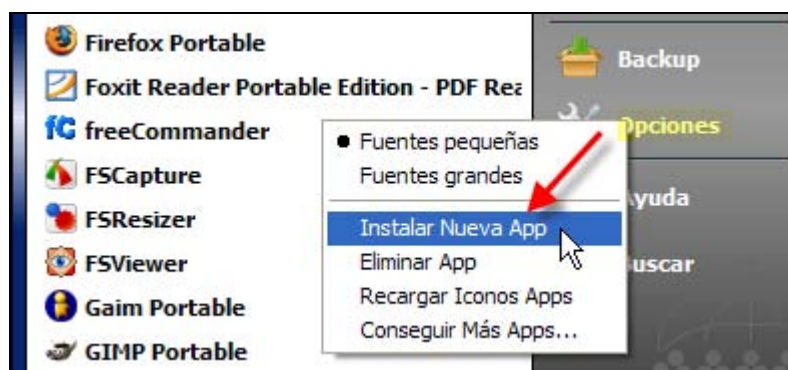 Firefox Portable
Foxit Reader Portable Edition - PDF Rea
freeCommander
FSCapture
FSResizer
FSViewer
Gaim Portable
GIMP Portable
Fuentes pequeñas
Fuentes grandes
Instalar Nueva App
Eliminar App
Recargar Iconos Apps
Conseguir Más Apps...
Backup
Opciones
yuda
uscar